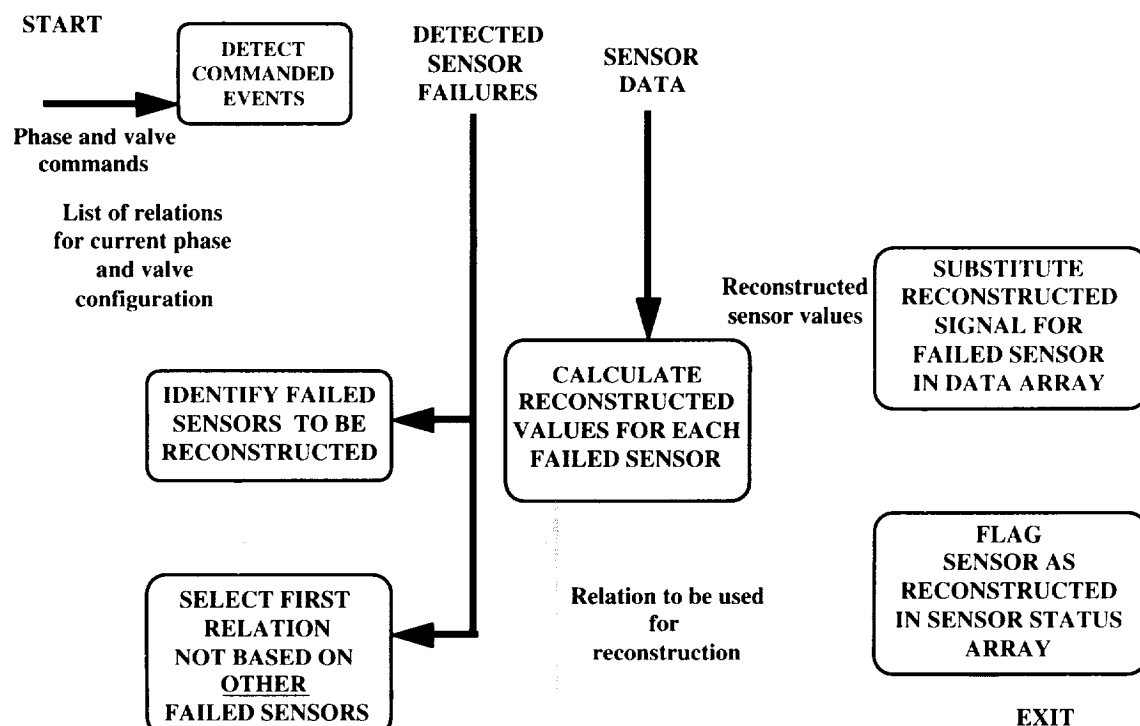 START
DETECT
COMMANDED
EVENTS
Phase and valve
commands
List of relations
for current phase
and valve
configuration
DETECTED
SENSOR
FAILURES
SENSOR
DATA
IDENTIFY FAILED
SENSORS TO BE
RECONSTRUCTED
SELECT FIRST
RELATION
NOT BASED ON
OTHER
FAILED SENSORS
CALCULATE
RECONSTRUCTED
VALUES FOR EACH
FAILED SENSOR
Relation to be used
for
reconstruction
Reconstructed
sensor values
SUBSTITUTE
RECONSTRUCTED
SIGNAL FOR
FAILED SENSOR
IN DATA ARRAY
FLAG
SENSOR AS
RECONSTRUCTED
IN SENSOR STATUS
ARRAY
EXIT